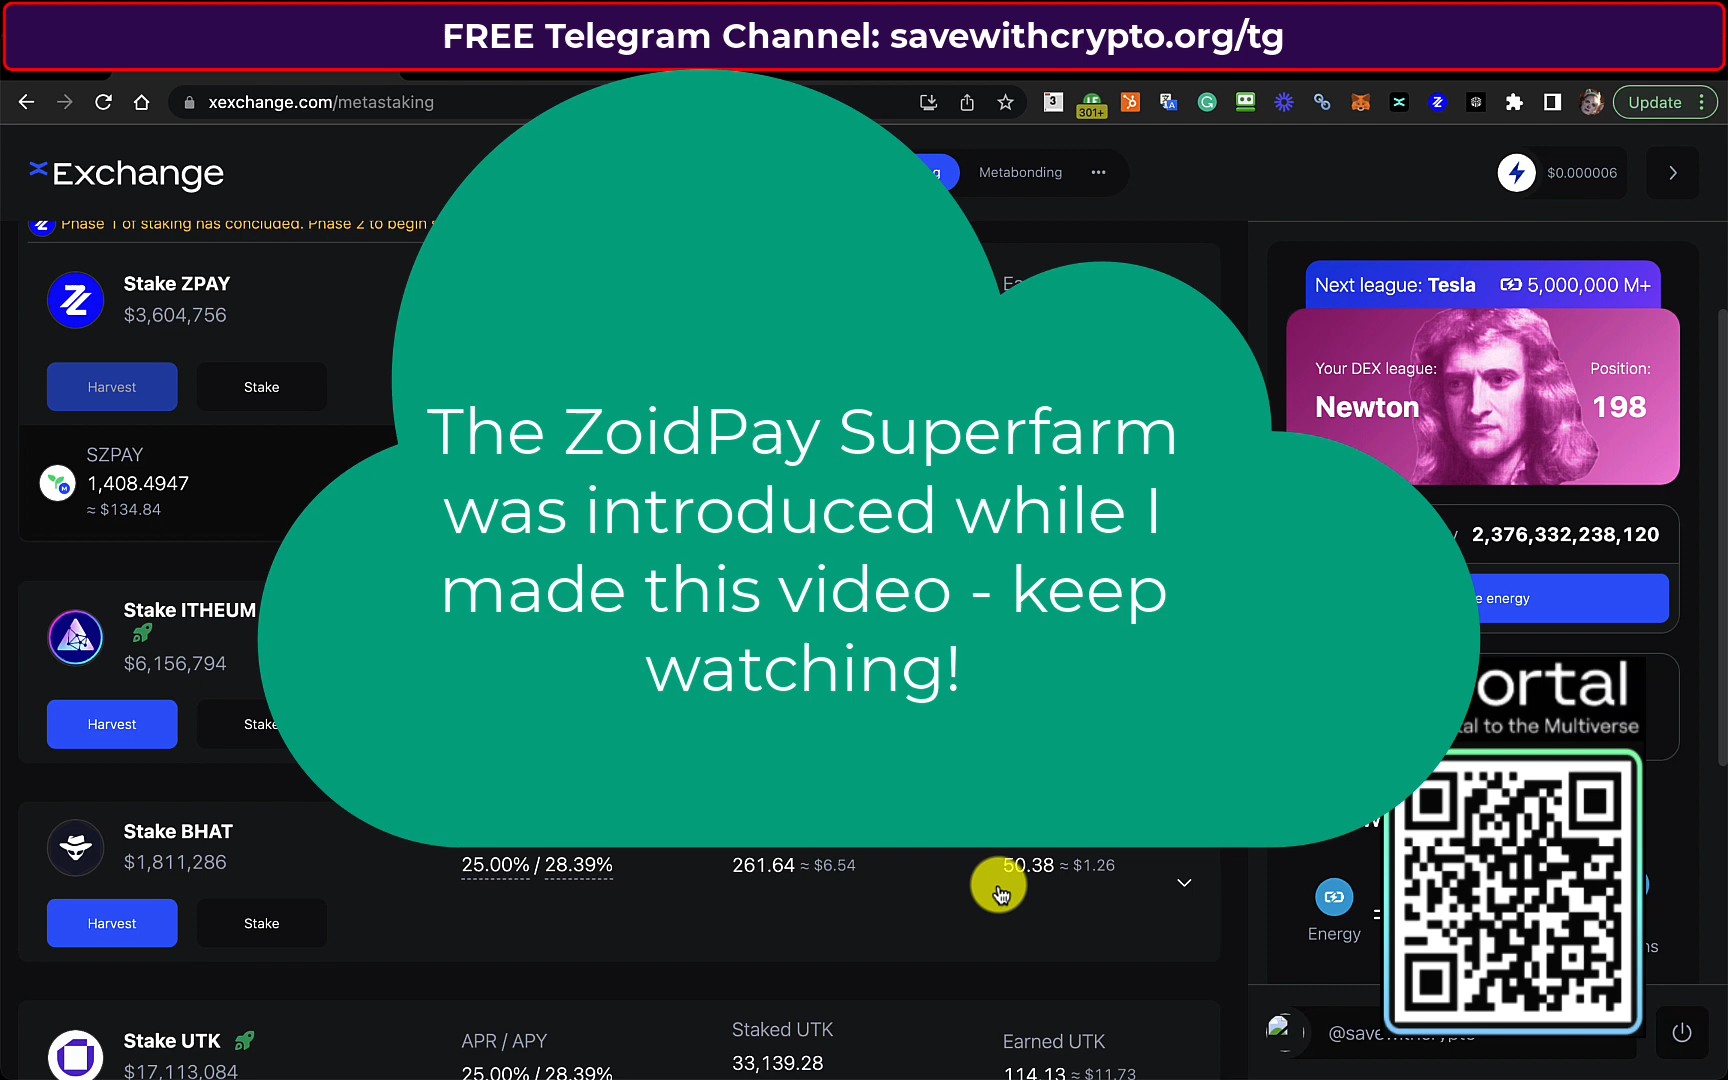 FREE Telegram Channel: savewithcrypto.org/tg
xexchange.com/metastaking
3
301+
Update
Exchange
Metabonding
$0.000006
Phase 1 of staking has concluded. Phase 2 to begin
Stake ZPAY
$3,604,756
Harvest
Stake
SZPAY
1,408.4947
≈ $134.84
The ZoidPay Superfarm
was introduced while I
made this video - keep
watching!
Next league: Tesla 5,000,000 M+
Your DEX league:
Newton
Position:
198
2,376,332,238,120
energy
Stake ITHEUM
$6,156,794
Harvest
Stake
ortal
al to the Multiverse
Stake BHAT
$1,811,286
25.00% / 28.39%
261.64 ≈ $6.54
50.38 ≈ $1.26
Harvest
Stake
Energy
Stake UTK
$17,113,084
APR / APY
25.00% / 28.39%
Staked UTK
33,139.28
Earned UTK
114.13 ≈ $11.73
@savewithcrypto